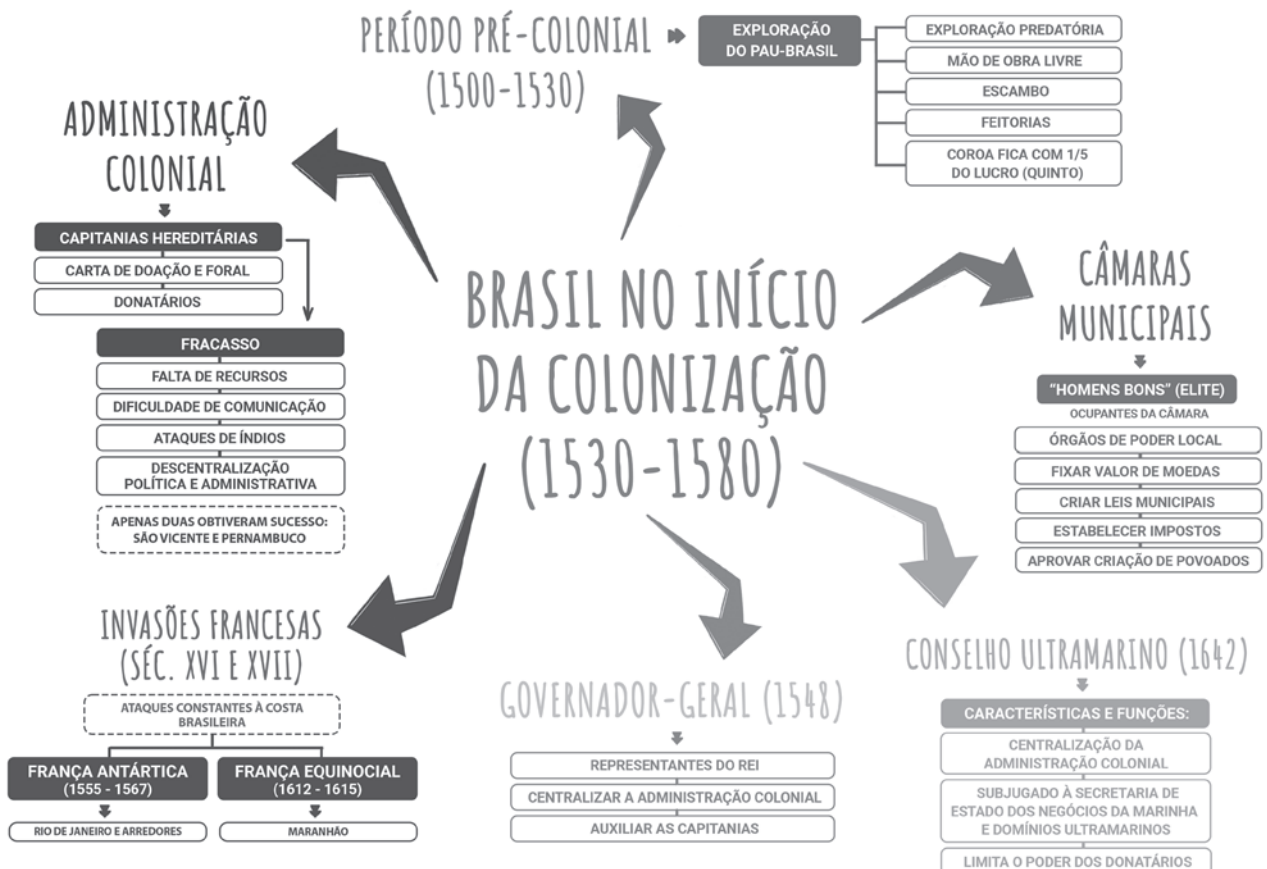 PERÍODO PRÉ-COLONIAL
(1500-1530)
EXPLORAÇÃO
DO PAU-BRASIL
EXPLORAÇÃO PREDATÓRIA
MÃO DE OBRA LIVRE
ESCAMBO
FEITORIAS
COROA FICA COM 1/5
DO LUCRO (QUINTO)
ADMINISTRAÇÃO
COLONIAL
CAPITANIAS HEREDITÁRIAS
CARTA DE DOAÇÃO E FORAL
DONATÁRIOS
FRACASSO
FALTA DE RECURSOS
DIFICULDADE DE COMUNICAÇÃO
ATAQUES DE ÍNDIOS
DESCENTRALIZAÇÃO
POLÍTICA E ADMINISTRATIVA
APENAS DUAS OBTIVERAM SUCESSO:
SÃO VICENTE E PERNAMBUCO
BRASIL NO INÍCIO
DA COLONIZAÇÃO
(1530-1580)
CÂMARAS
MUNICIPAIS
“HOMENS BONS” (ELITE)
OCUPANTES DA CÂMARA
ÓRGÃOS DE PODER LOCAL
FIXAR VALOR DE MOEDAS
CRIAR LEIS MUNICIPAIS
ESTABELECER IMPOSTOS
APROVAR CRIAÇÃO DE POVOADOS
INVASÕES FRANCESAS
(SÉC. XVI E XVII)
ATAQUES CONSTANTES À COSTA
BRASILEIRA
FRANÇA ANTÁRTICA
(1555 - 1567)
RIO DE JANEIRO E ARREDORES
FRANÇA EQUINOCIAL
(1612 - 1615)
MARANHÃO
GOVERNADOR-GERAL (1548)
REPRESENTANTES DO REI
CENTRALIZAR A ADMINISTRAÇÃO COLONIAL
AUXILIAR AS CAPITANIAS
CONSELHO ULTRAMARINO (1642)
CARACTERÍSTICAS E FUNÇÕES:
CENTRALIZAÇÃO DA
ADMINISTRAÇÃO COLONIAL
SUBJUGADO À SECRETARIA DE
ESTADO DOS NEGÓCIOS DA MARINHA
E DOMÍNIOS ULTRAMARINOS
LIMITA O PODER DOS DONATÁRIOS